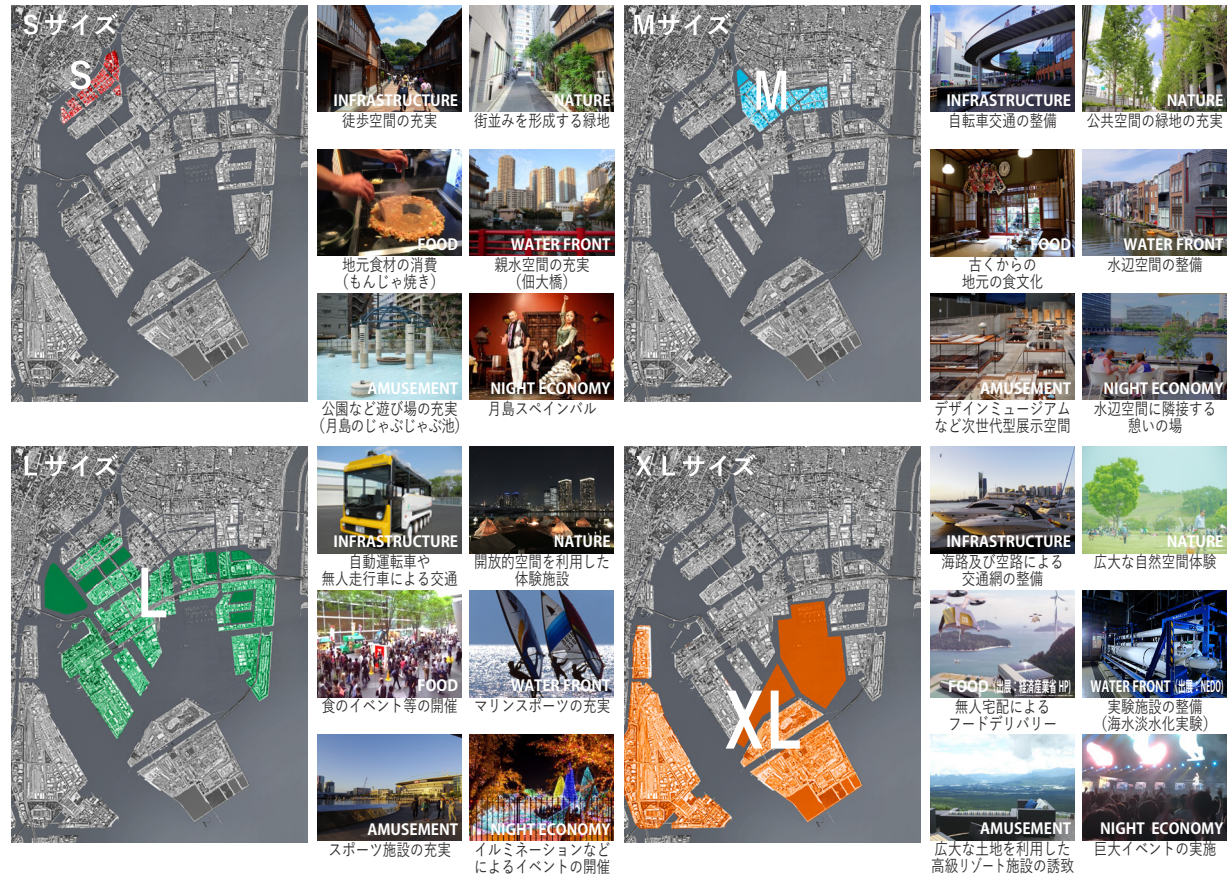 Sサイズ
S
INFRASTRUCTURE
徒歩空間の充実
NATURE
街並みを形成する緑地
FOOD
地元食材の消費
(もんじゃ焼き)
WATER FRONT
親水空間の充実
(佃大橋)
AMUSEMENT
公園など遊び場の充実
(月島のじゃぶじゃぶ池)
NIGHT ECONOMY
月島スペインバル
Mサイズ
M
INFRASTRUCTURE
自転車交通の整備
NATURE
公共空間の緑地の充実
FOOD
古くからの
地元の食文化
WATER FRONT
水辺空間の整備
AMUSEMENT
デザインミュージアム
など次世代型展示空間
NIGHT ECONOMY
水辺空間に隣接する
憩いの場
Lサイズ
L
INFRASTRUCTURE
自動運転車や
無人走行車による交通
NATURE
開放的空間を利用した
体験施設
FOOD
食のイベント等の開催
WATER FRONT
マリンスポーツの充実
AMUSEMENT
スポーツ施設の充実
NIGHT ECONOMY
イルミネーションなど
によるイベントの開催
XLサイズ
XL
INFRASTRUCTURE
海路及び空路による
交通網の整備
NATURE
広大な自然空間体験
FOOD (出展:経済産業省HP)
無人宅配による
フードデリバリー
WATER FRONT (出展:NEDO)
実験施設の整備
(海水淡水化実験)
AMUSEMENT
広大な土地を利用した
高級リゾート施設の誘致
NIGHT ECONOMY
巨大イベントの実施